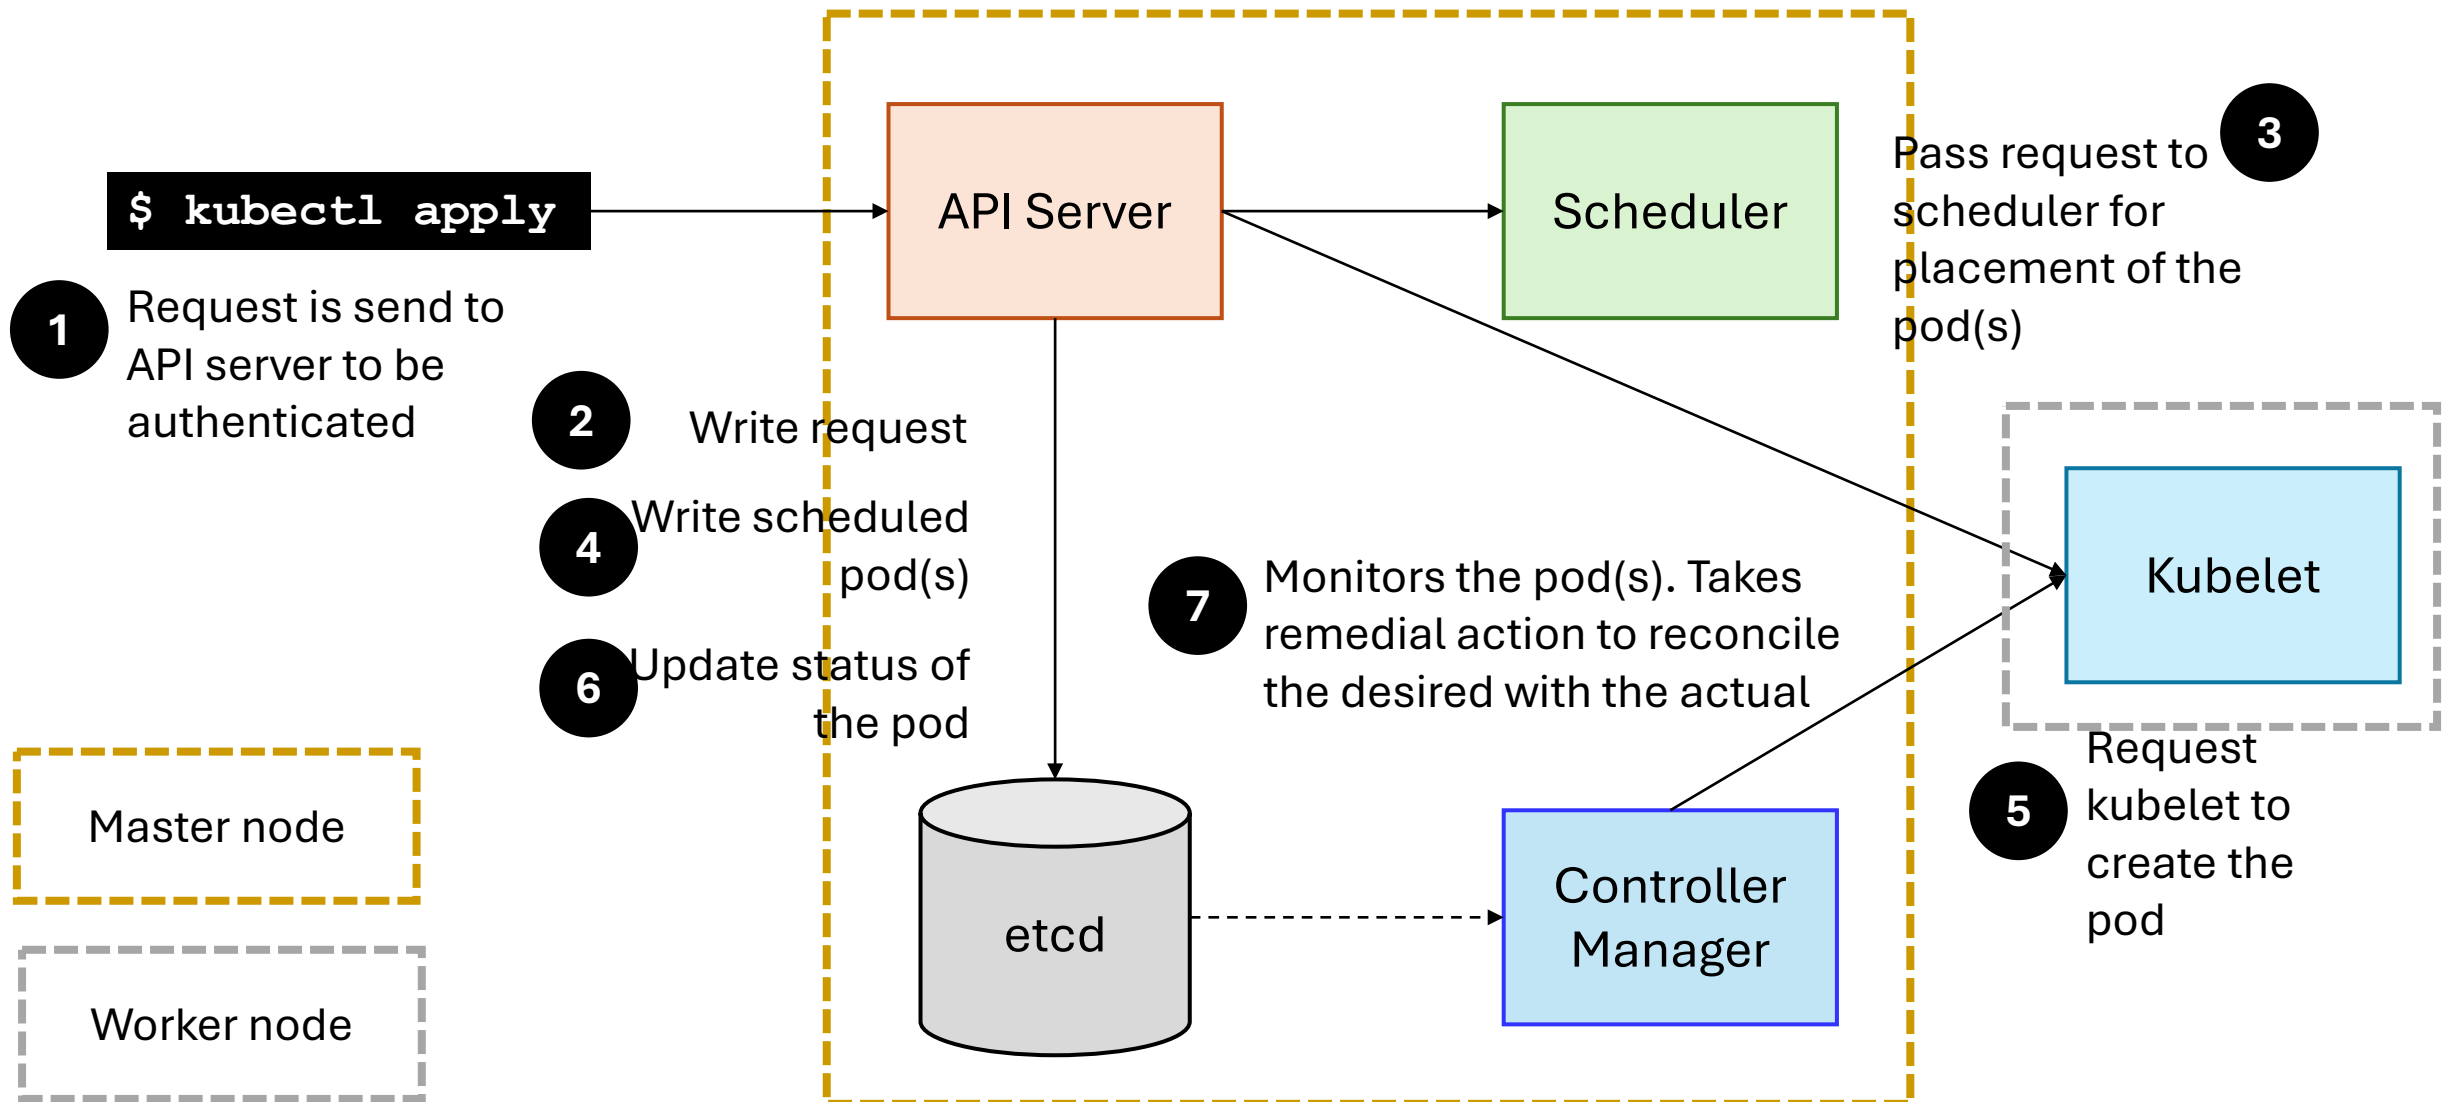 $ kubectl apply
1
Request is send to
API server to be
authenticated
API Server
Scheduler
3
Pass request to
scheduler for
placement of the
pod(s)
2
Write request
4
Write scheduled
pod(s)
6
Update status of
the pod
7
Monitors the pod(s). Takes
remedial action to reconcile
the desired with the actual
Kubelet
5
Request
kubelet to
create the
pod
etcd
Controller
Manager
Master node
Worker node